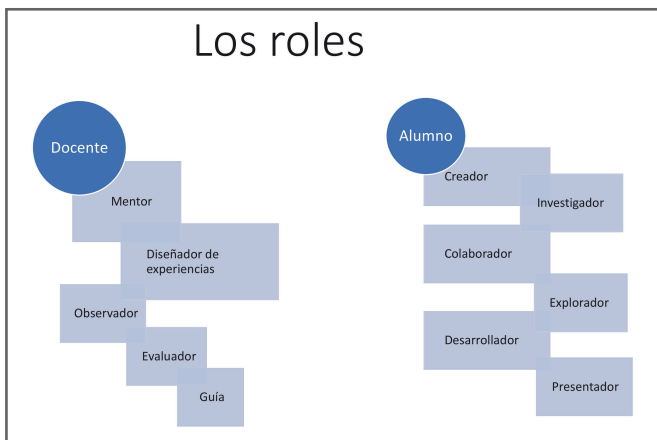 Los roles
Docente
Mentor
Diseñador de
experiencias
Observador
Evaluador
Guía
Alumno
Creador
Investigador
Colaborador
Explorador
Desarrollador
Presentador